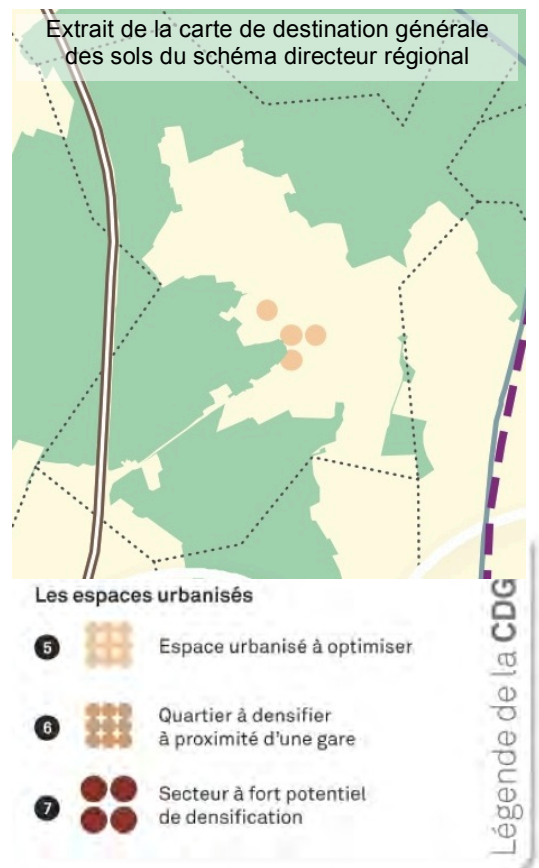 Extrait de la carte de destination générale
des sols du schéma directeur régional
Les espaces urbanisés
5 Espace urbanisé à optimiser
6 Quartier à densifier
à proximité d'une gare
7 Secteur à fort potentiel
de densification
Légende de la CDG